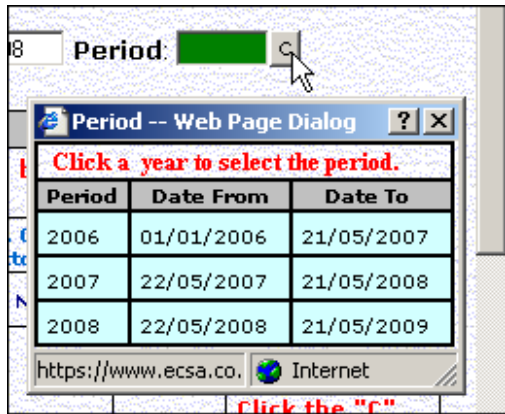 08 Period:
Period -- Web Page Dialog
Click a year to select the period.
Period Date From Date To
2006 01/01/2006 21/05/2007
2007 22/05/2007 21/05/2008
2008 22/05/2008 21/05/2009
https://www.ecsa.co. Internet
Click the "C"